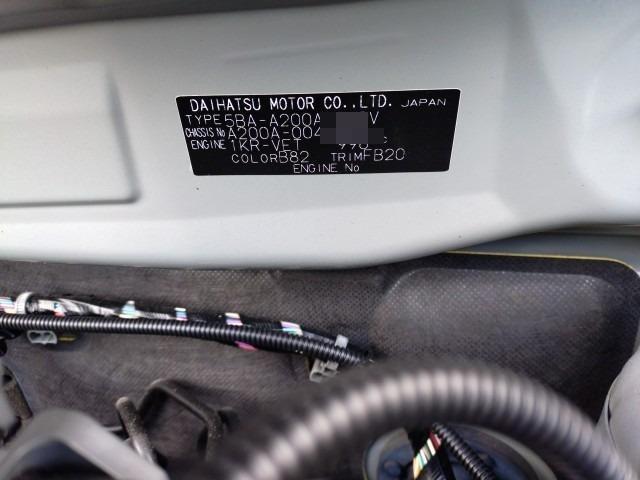 DAIHATSU MOTOR CO.,LTD. JAPAN
TYPE 5BA-A200A V
CHASSIS No A200A-004
ENGINE 1KR-VET 996 c
COLOR B82 TRIM FB20
ENGINE No